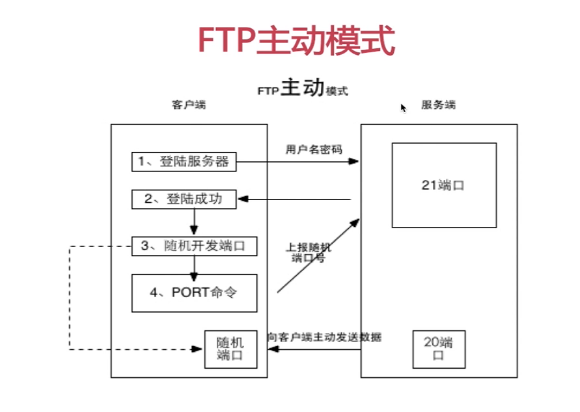 FTP主动模式
FTP主动模式
客户端
服务端
1、登陆服务器
用户名密码
21端口
2、登陆成功
3、随机开发端口
上报随机
端口号
4、PORT命令
随机
端口
向客户端主动发送数据
20端
口